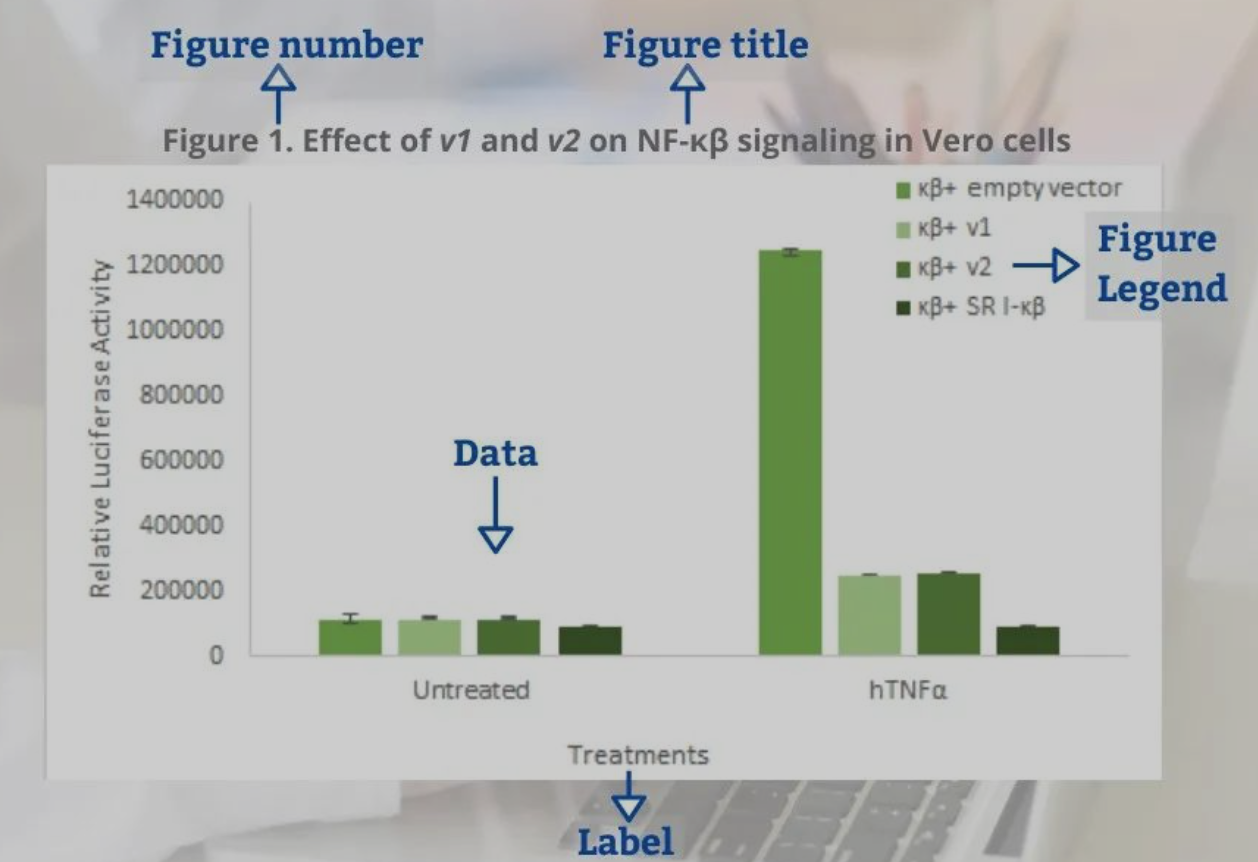 Figure number
Figure title
Figure 1. Effect of v1 and v2 on NF-κβ signaling in Vero cells
κβ+ empty vector
κβ+ v1
κβ+ v2
κβ+ SR I-κβ
Figure
Legend
Relative Luciferase Activity
1400000
1200000
1000000
800000
600000
400000
200000
0
Data
Untreated
hTNFα
Treatments
Label